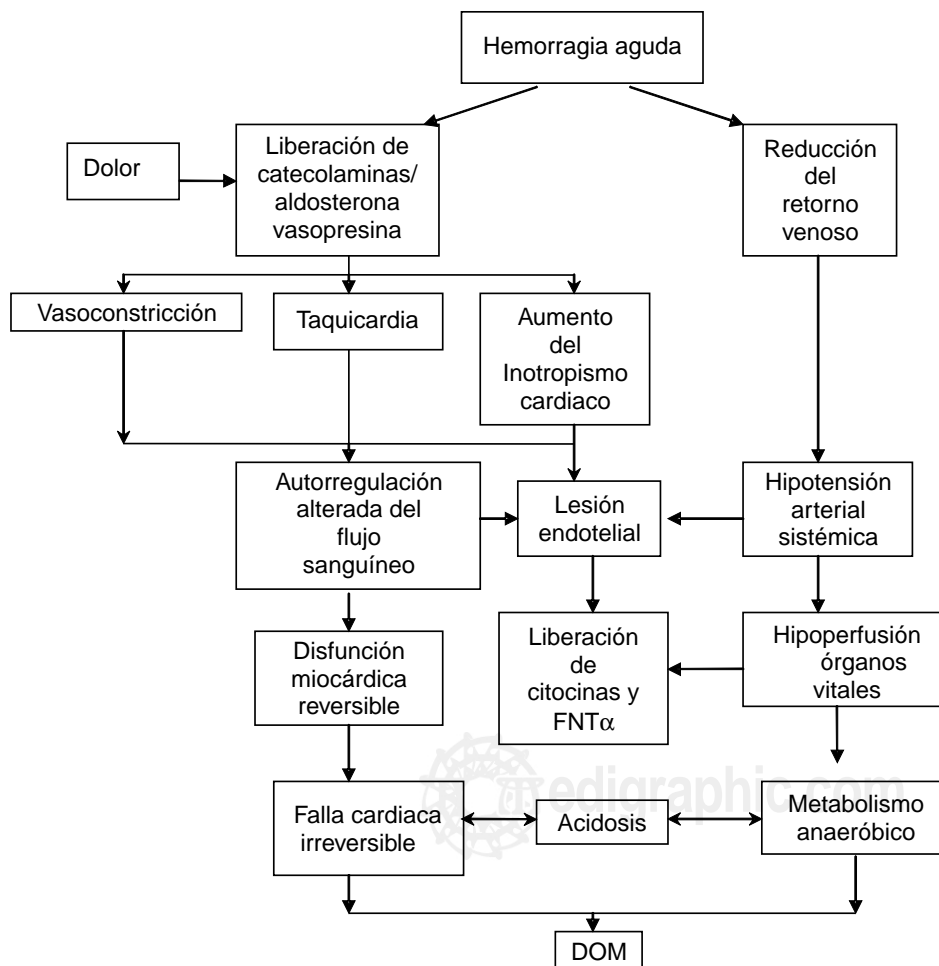 Hemorragia aguda
Dolor
Liberación de
catecolaminas/
aldosterona
vasopresina
Reducción
del
retorno
venoso
Vasoconstricción
Taquicardia
Aumento
del
Inotropismo
cardiaco
Autorregulación
alterada del
flujo
sanguíneo
Lesión
endotelial
Hipotensión
arterial
sistémica
Disfunción
miocárdica
reversible
Liberación
de
citocinas y
FNTα
Hipoperfusión
órganos
vitales
edigraphic.com
Falla cardiaca
irreversible
Acidosis
Metabolismo
anaeróbico
DOM